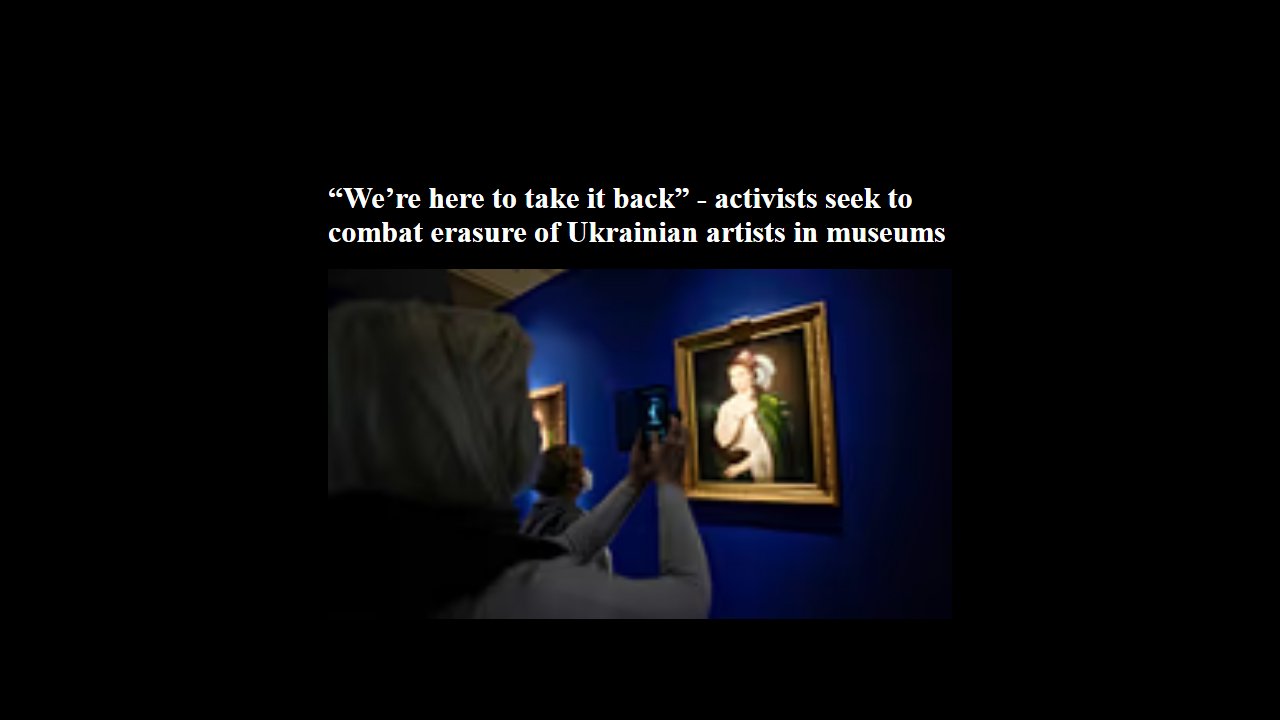 “We’re here to take it back” - activists seek to
combat erasure of Ukrainian artists in museums